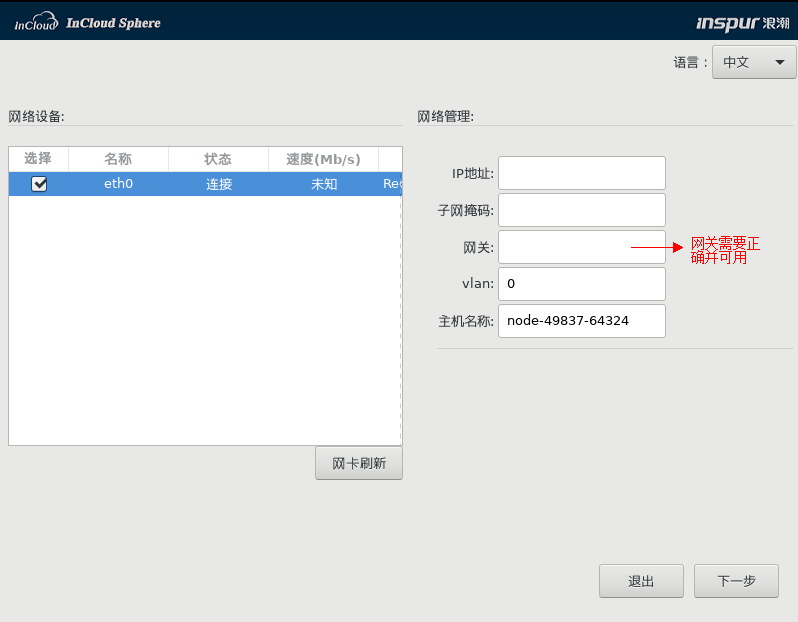 InCloud InCloud Sphere
inspur 浪潮
语言： 中文
网络设备:
网络管理:
选择 名称 状态 速度(Mb/s)
eth0 连接 未知 Red
IP地址:
子网掩码:
网关:
网关需要正
确并可用
vlan: 0
主机名称: node-49837-64324
网卡刷新
退出 下一步